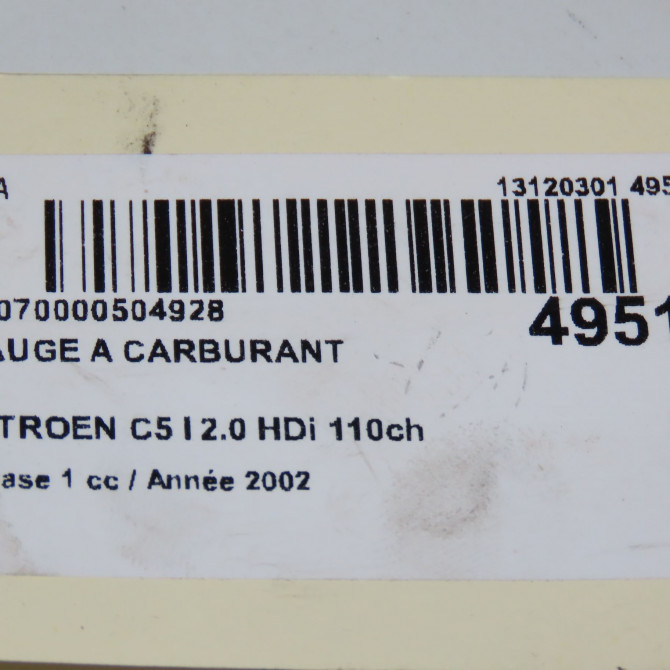 A 13120301 495
070000504928 4951
AUGE A CARBURANT
TROEN C5 I 2.0 HDi 110ch
ase 1 cc / Année 2002